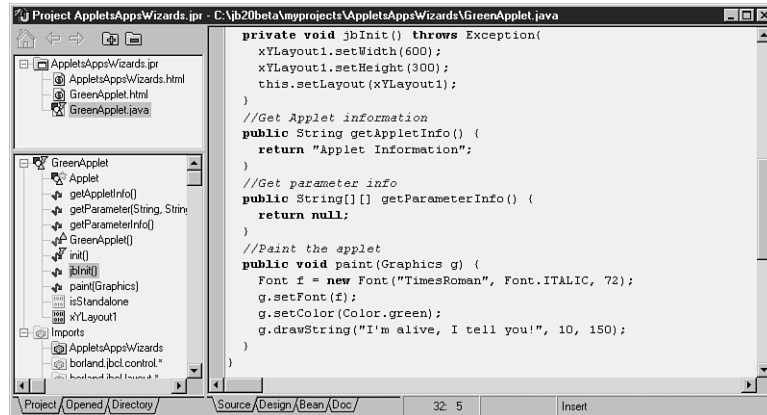 Project AppletsAppsWizards.jpr - C:\jb20beta\myprojects\AppletsAppsWizards\GreenApplet.java
AppletsAppsWizards.jpr
AppletsAppsWizards.html
GreenApplet.html
GreenApplet.java
GreenApplet
Applet
getAppletInfo()
getParameter(String, String
getParameterInfo()
GreenApplet()
init()
jbInit()
paint(Graphics)
isStandalone
xYLayout1
Imports
AppletsAppsWizards
borland.jbcl.control.*
borland.jbcl.layout.*
Project Opened Directory
private void jbInit() throws Exception{
xYLayout1.setWidth(600);
xYLayout1.setHeight(300);
this.setLayout(xYLayout1);
}
//Get Applet information
public String getAppletInfo() {
return "Applet Information";
}
//Get parameter info
public String[][] getParameterInfo() {
return null;
}
//Paint the applet
public void paint(Graphics g) {
Font f = new Font("TimesRoman", Font.ITALIC, 72);
g.setFont(f);
g.setColor(Color.green);
g.drawString("I'm alive, I tell you!", 10, 150);
}
}
Source Design Bean Doc
32: 5
Insert